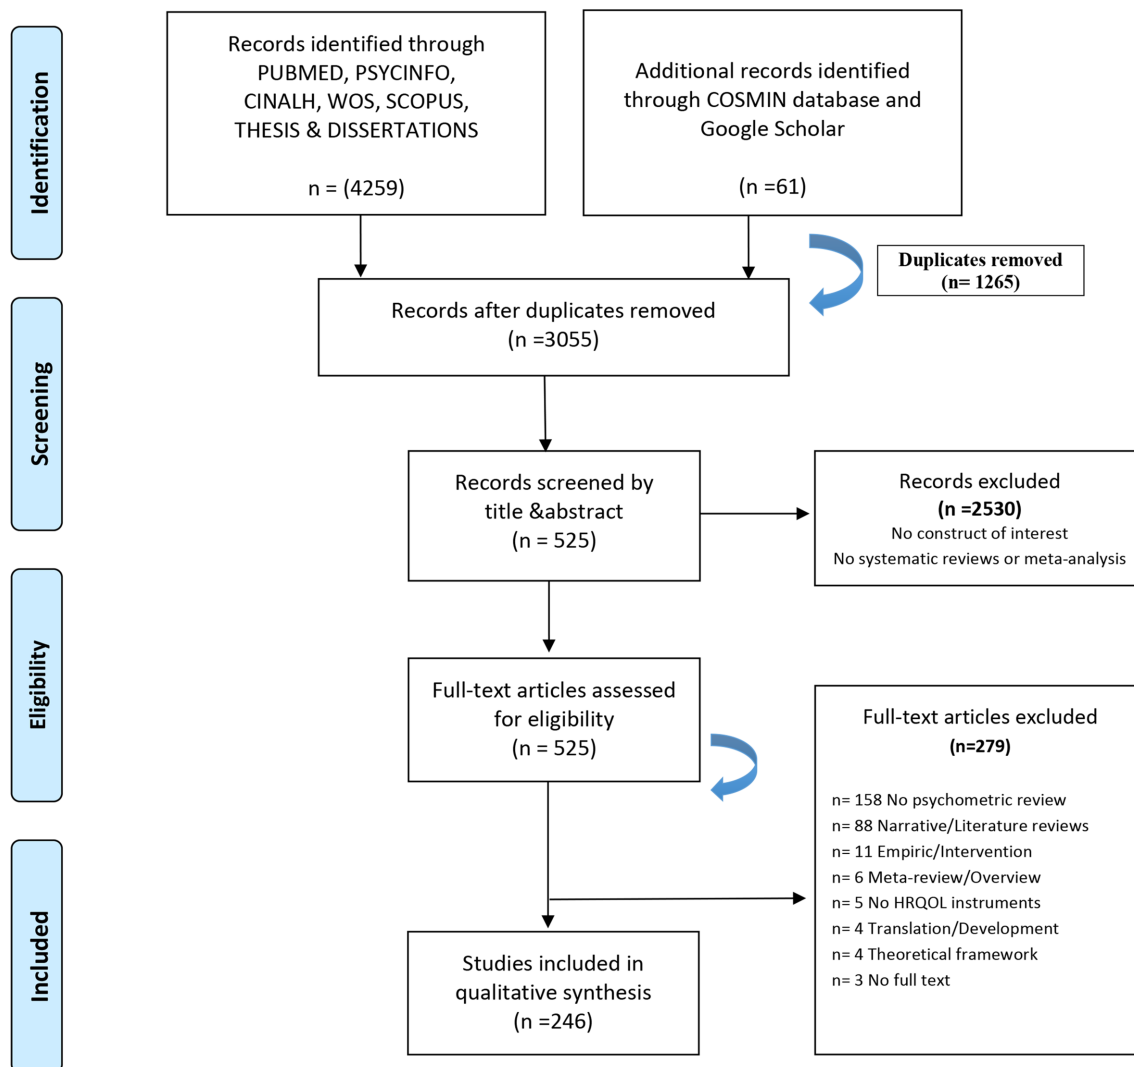 Identification
Records identified through
PUBMED, PSYCINFO,
CINALH, WOS, SCOPUS,
THESIS & DISSERTATIONS
n = (4259)
Additional records identified
through COSMIN database and
Google Scholar
(n =61)
Duplicates removed
(n= 1265)
Records after duplicates removed
(n =3055)
Screening
Records screened by
title &abstract
(n = 525)
Records excluded
(n =2530)
No construct of interest
No systematic reviews or meta-analysis
Eligibility
Full-text articles assessed
for eligibility
(n = 525)
Full-text articles excluded
(n=279)
n= 158 No psychometric review
n= 88 Narrative/Literature reviews
n= 11 Empiric/Intervention
n= 6 Meta-review/Overview
n= 5 No HRQOL instruments
n= 4 Translation/Development
n= 4 Theoretical framework
n= 3 No full text
Included
Studies included in
qualitative synthesis
(n =246)